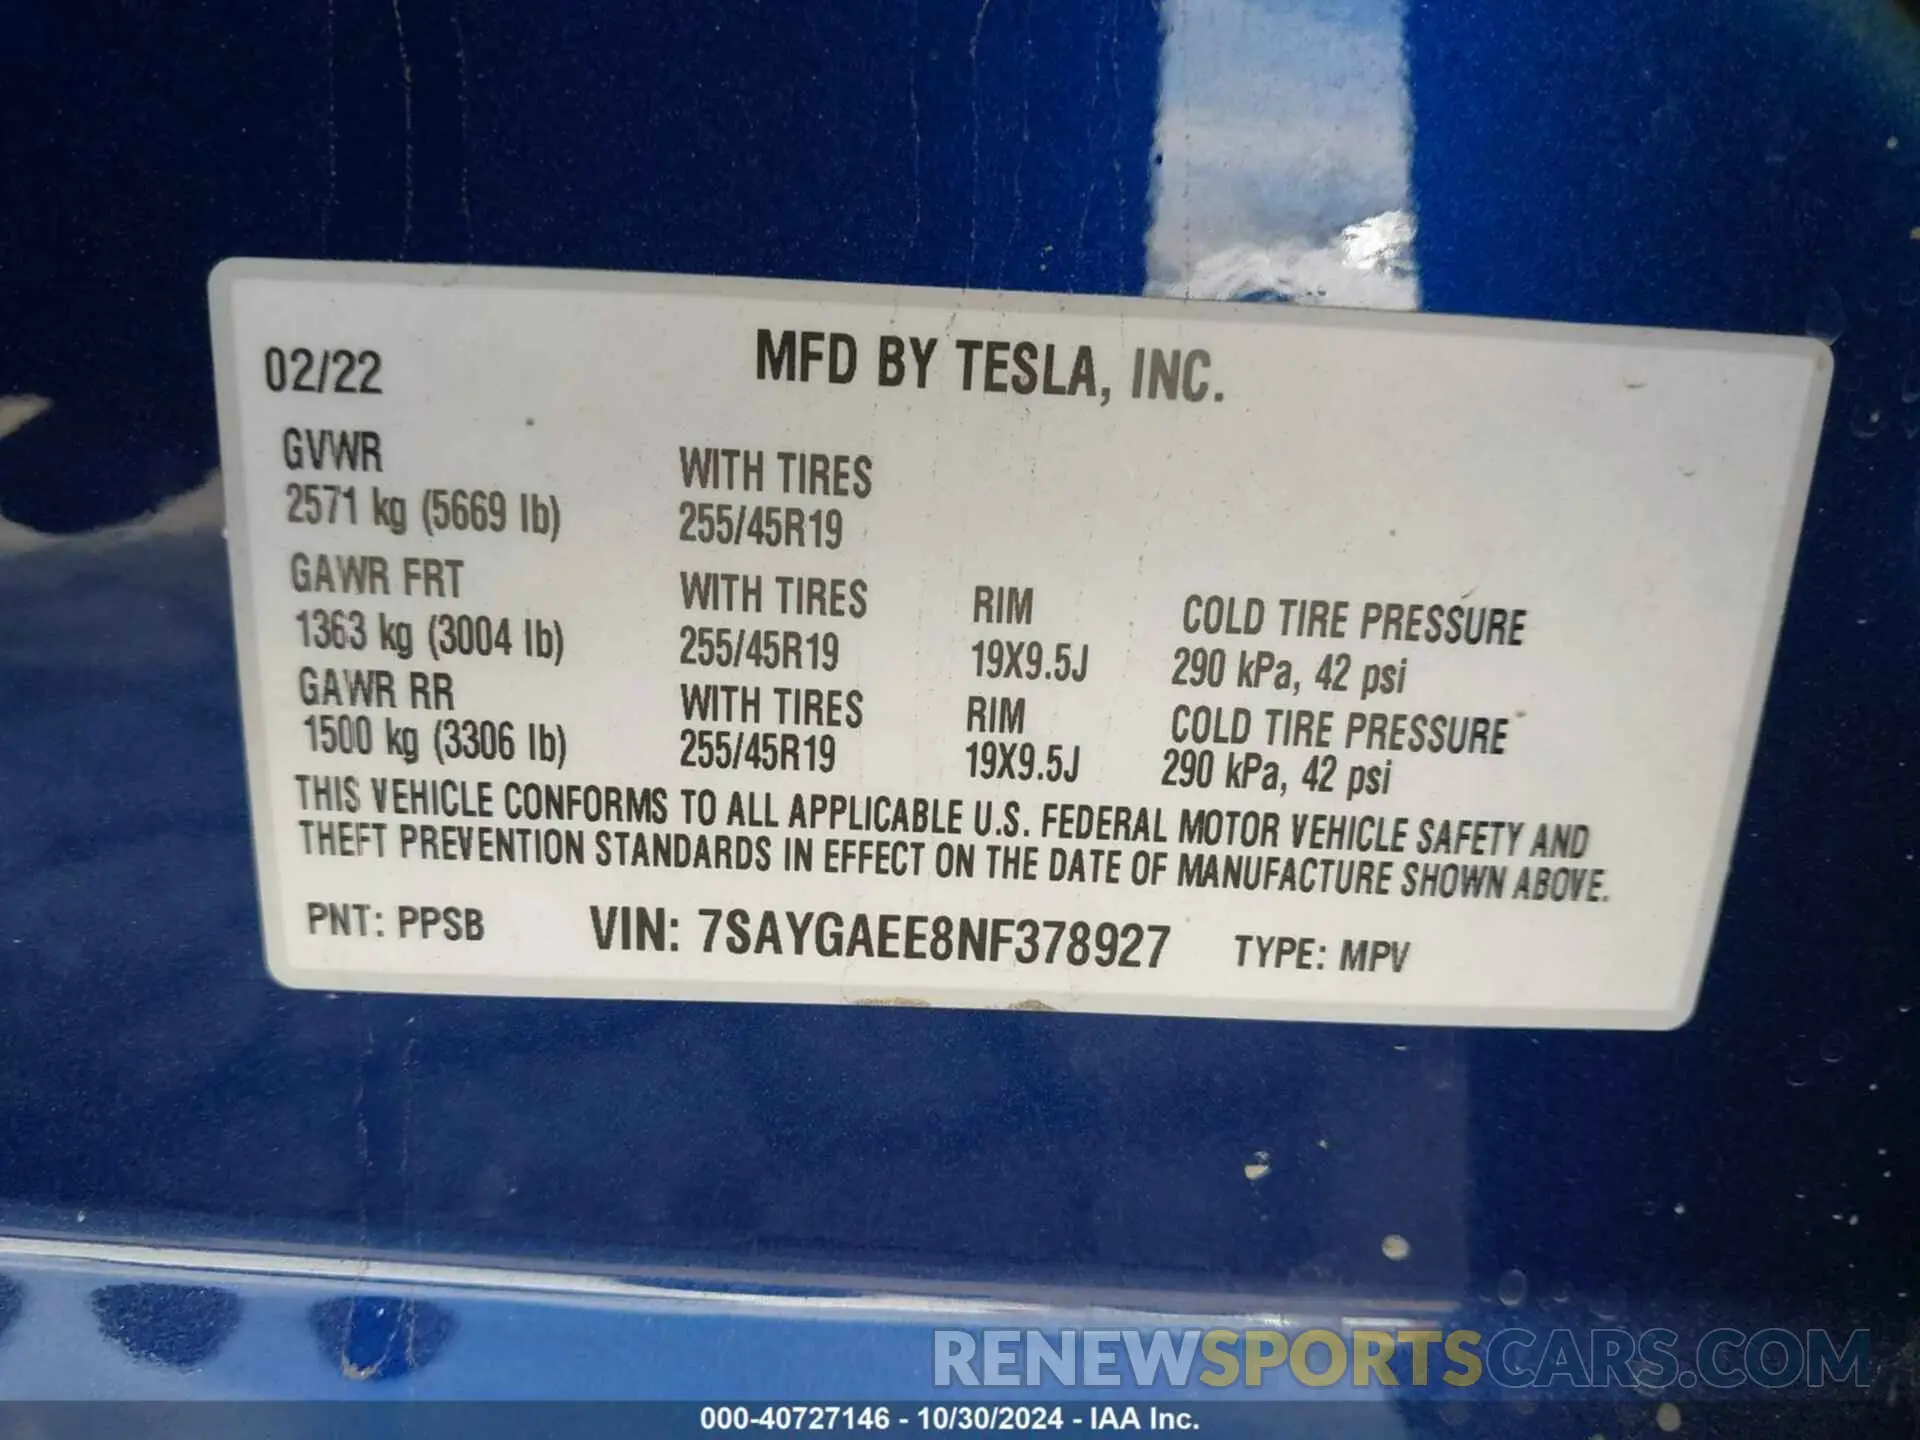 02/22 MFD BY TESLA, INC.
GVWR WITH TIRES
2571 kg (5669 lb) 255/45R19
GAWR FRT WITH TIRES RIM COLD TIRE PRESSURE
1363 kg (3004 lb) 255/45R19 19X9.5J 290 kPa, 42 psi
GAWR RR WITH TIRES RIM COLD TIRE PRESSURE
1500 kg (3306 lb) 255/45R19 19X9.5J 290 kPa, 42 psi
THIS VEHICLE CONFORMS TO ALL APPLICABLE U.S. FEDERAL MOTOR VEHICLE SAFETY AND
THEFT PREVENTION STANDARDS IN EFFECT ON THE DATE OF MANUFACTURE SHOWN ABOVE.
PNT: PPSB VIN: 7SAYGAEE8NF378927 TYPE: MPV
RENEWSPORTSCARS.COM
000-40727146 - 10/30/2024 - IAA Inc.